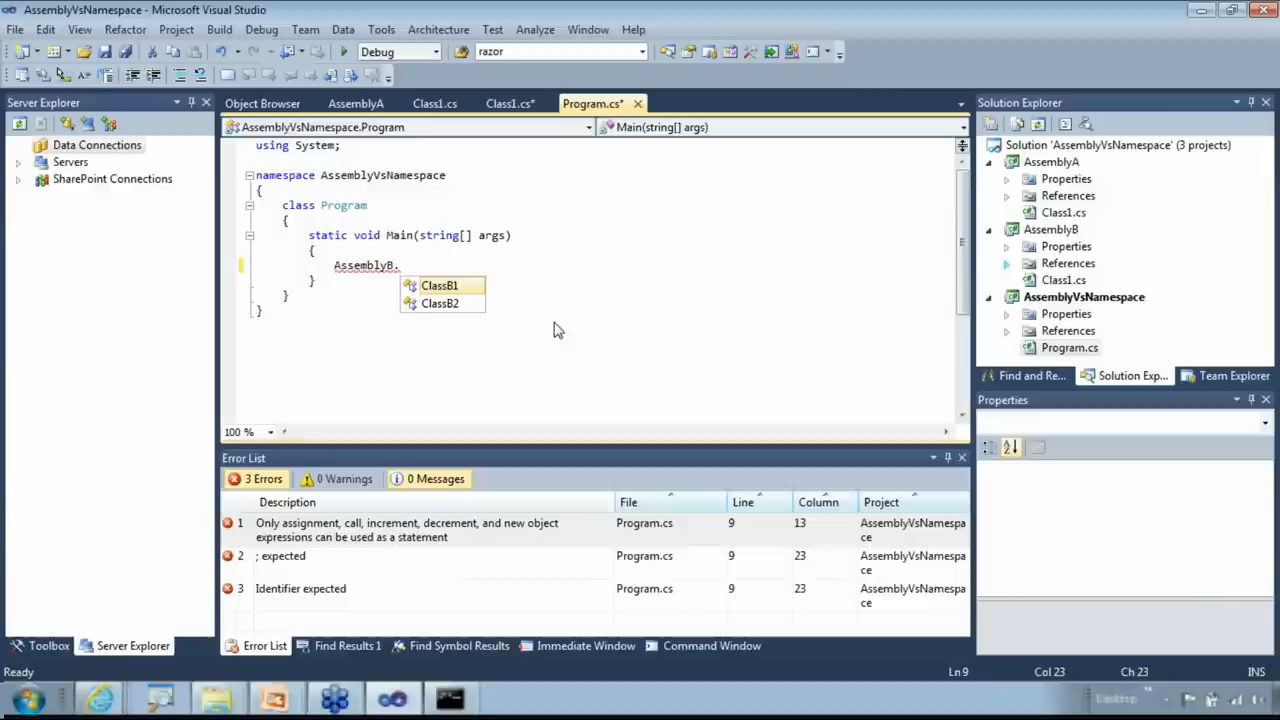 AssemblyVsNamespace - Microsoft Visual Studio
File Edit View Refactor Project Build Debug Team Data Tools Architecture Test Analyze Window Help
Debug razor
Server Explorer
Data Connections
Servers
SharePoint Connections
Object Browser AssemblyA Class1.cs Class1.cs* Program.cs*
AssemblyVsNamespace.Program Main(string[] args)
using System;
namespace AssemblyVsNamespace
{
class Program
{
static void Main(string[] args)
{
AssemblyB.
}
}
}
ClassB1
ClassB2
100 %
Solution Explorer
Solution 'AssemblyVsNamespace' (3 projects)
AssemblyA
Properties
References
Class1.cs
AssemblyB
Properties
References
Class1.cs
AssemblyVsNamespace
Properties
References
Program.cs
Find and Re... Solution Exp... Team Explorer
Properties
Error List
3 Errors 0 Warnings 0 Messages
Description File Line Column Project
1 Only assignment, call, increment, decrement, and new object Program.cs 9 13 AssemblyVsNamespa
expressions can be used as a statement ce
2 ; expected Program.cs 9 23 AssemblyVsNamespa
ce
3 Identifier expected Program.cs 9 23 AssemblyVsNamespa
ce
Toolbox Server Explorer Error List Find Results 1 Find Symbol Results Immediate Window Command Window
Ready Ln 9 Col 23 Ch 23 INS
Desktop